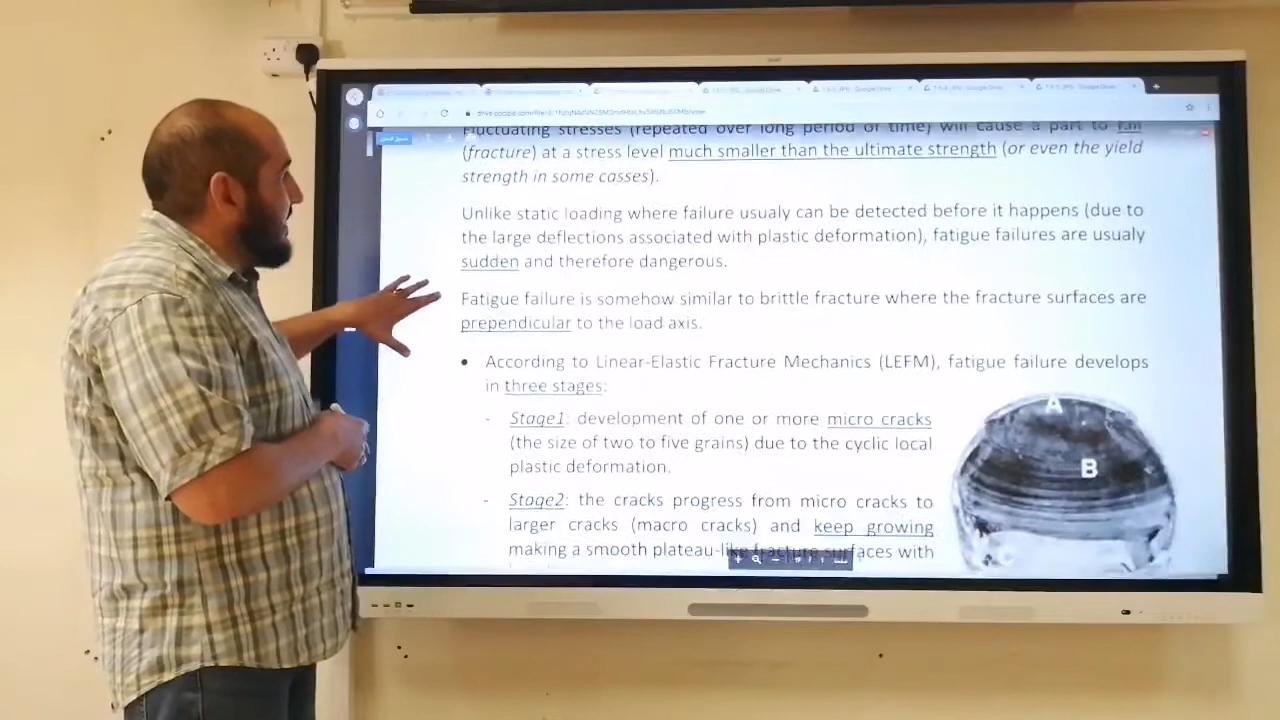 Fluctuating stresses (repeated over long period of time) will cause a part to
(fracture) at a stress level much smaller than the ultimate strength (or even the yield
strength in some casses).
Unlike static loading where failure usualy can be detected before it happens (due to
the large deflections associated with plastic deformation), fatigue failures are usualy
sudden and therefore dangerous.
Fatigue failure is somehow similar to brittle fracture where the fracture surfaces are
prependicular to the load axis.
• According to Linear-Elastic Fracture Mechanics (LEFM), fatigue failure develops
in three stages:
- Stage1: development of one or more micro cracks
(the size of two to five grains) due to the cyclic local
plastic deformation.
- Stage2: the cracks progress from micro cracks to
larger cracks (macro cracks) and keep growing
making a smooth plateau-like fracture surfaces with
A
B
C